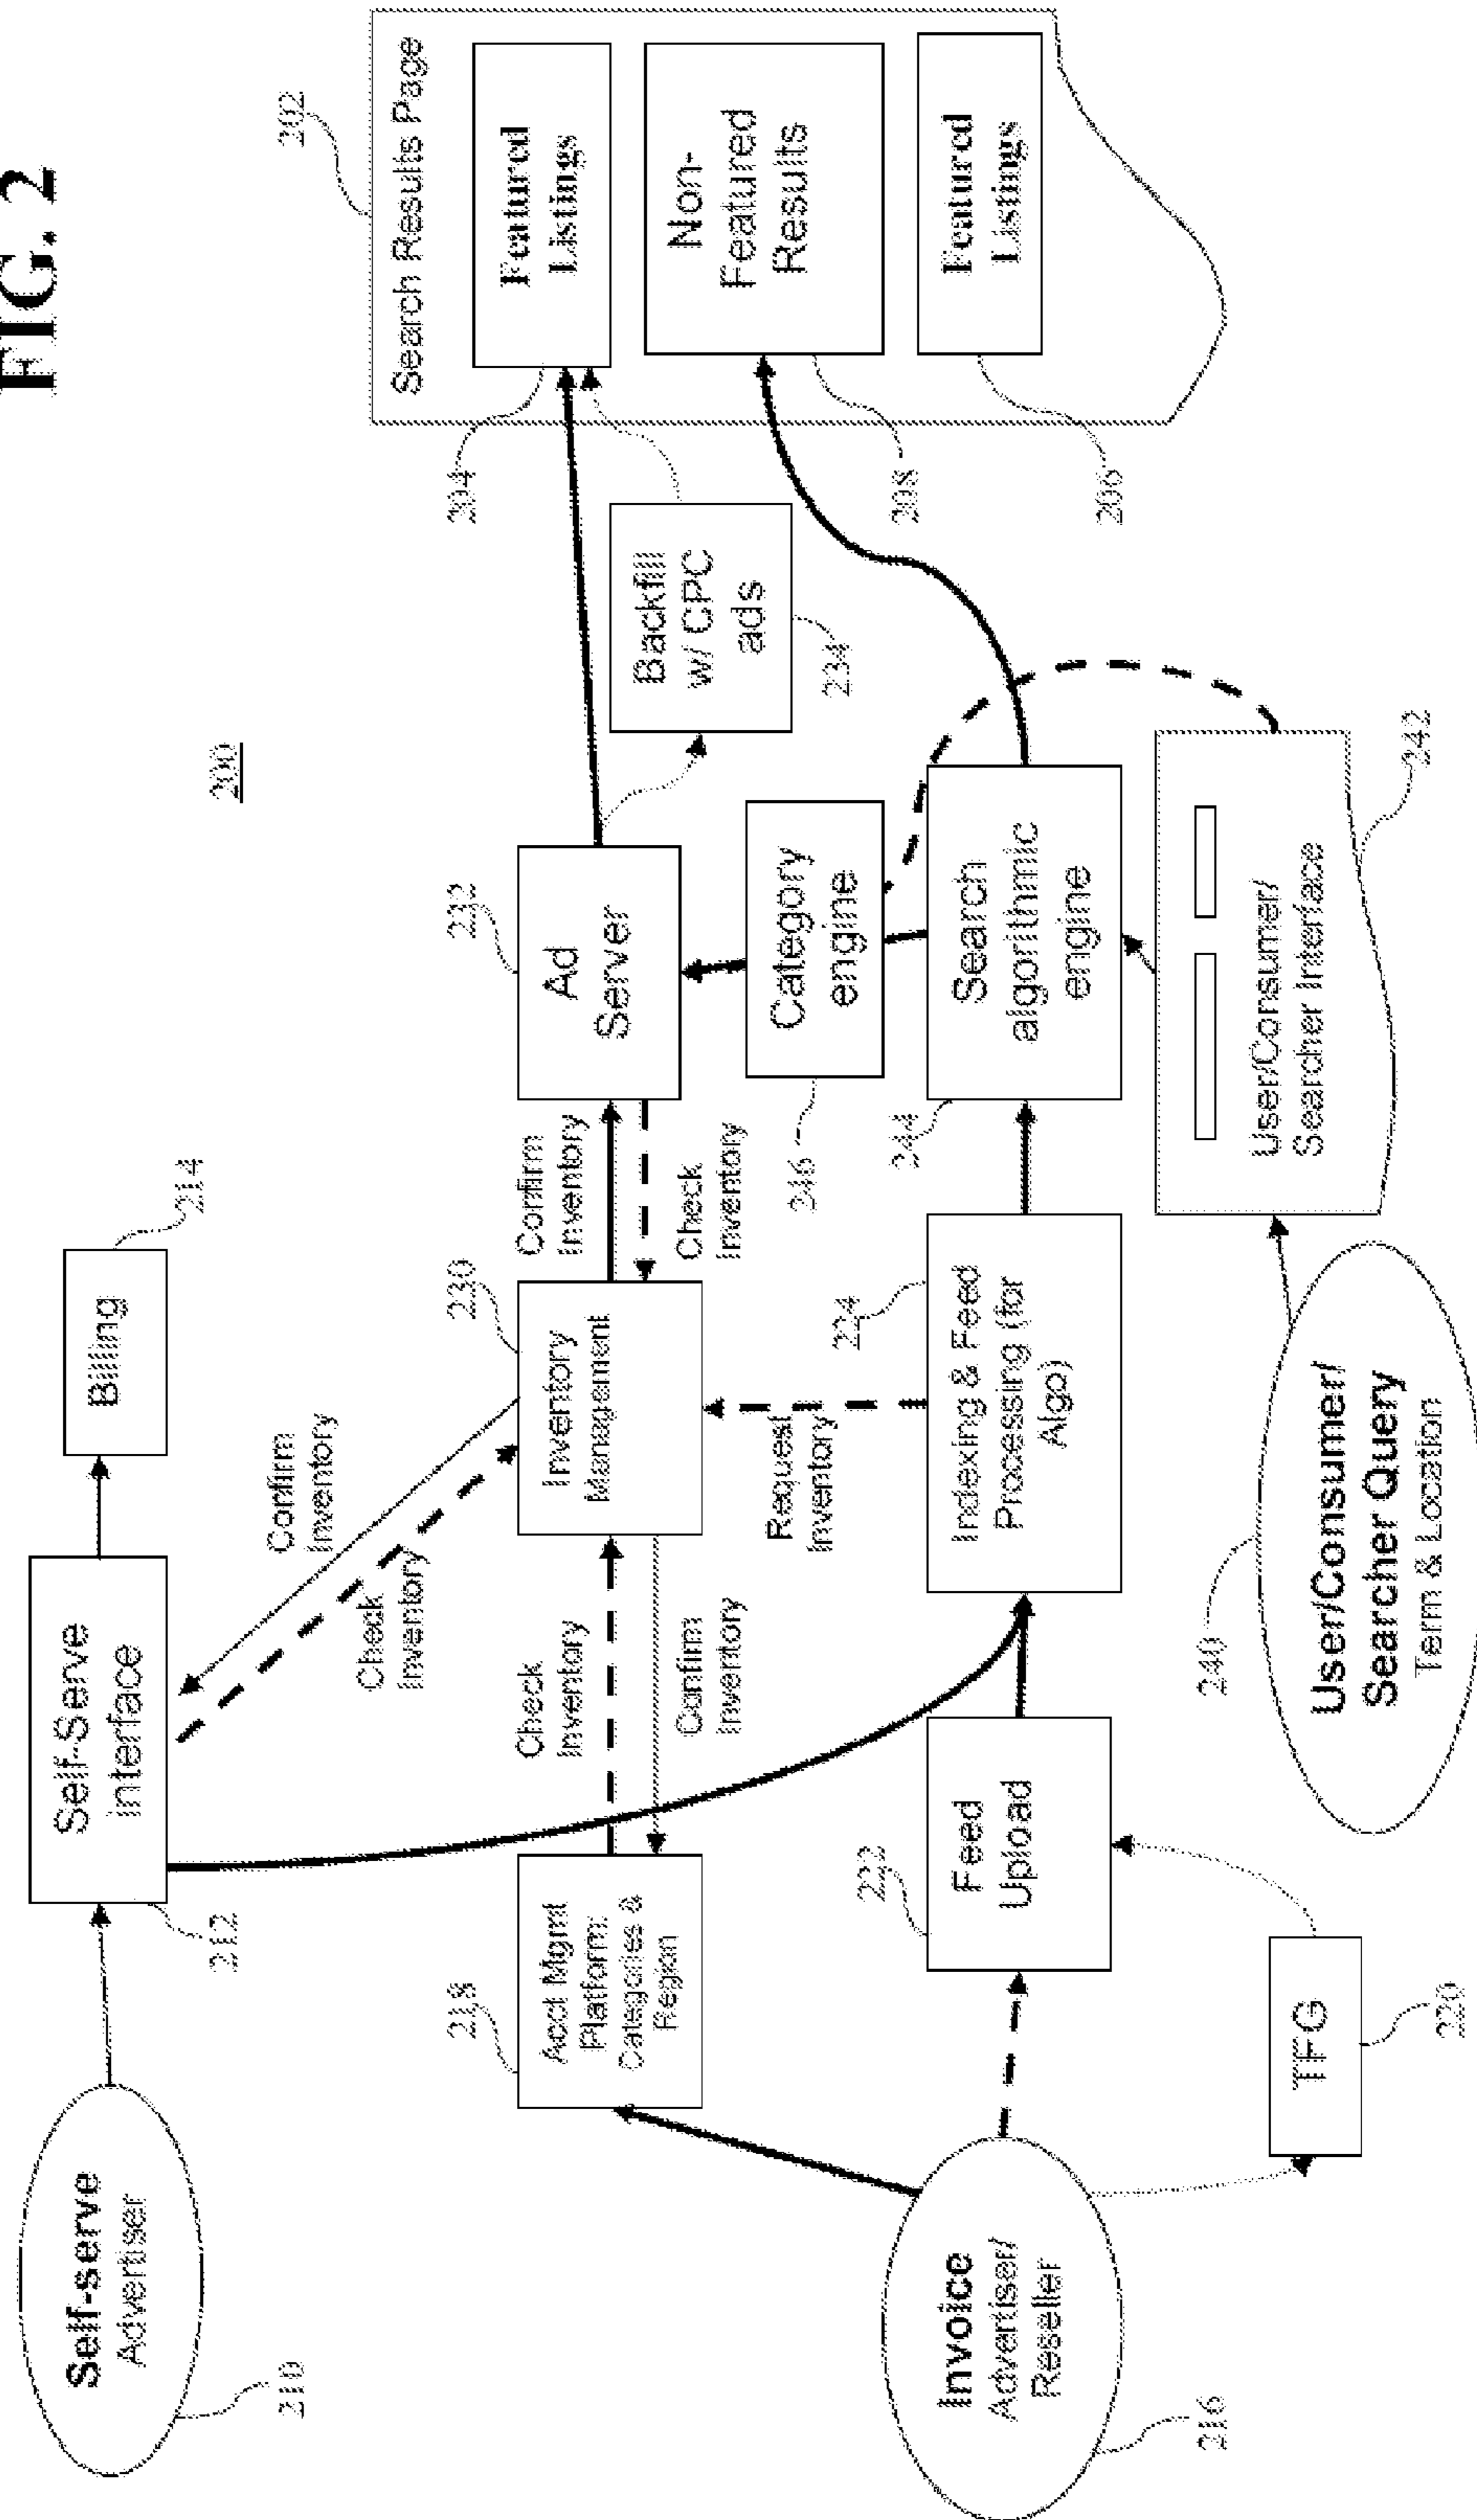 FIG. 2
200
202
Search Results Page
Featured
Listings
204
Non-
Featured
Results
208
Featured
Listings
206
Self-serve
Advertiser
210
Self-Serve
interface
212
Billing
214
Confirm
Inventory
Check
Inventory
Acct Mgmt
Platform:
Categories &
Region
218
Check
Inventory
Confirm
Inventory
Inventory
Management
230
Confirm
Inventory
Check
Inventory
Ad
Server
232
Backfill
w/ CPC
ads
234
Request
Inventory
Category
engine
246
Invoice
Advertiser/
Reseller
216
Feed
Upload
222
Indexing & Feed
Processing (for
Algo)
224
Search
algorithmic
engine
244
TFG
220
User/Consumer/
Searcher Query
Term & Location
240
User/Consumer/
Searcher Interface
242